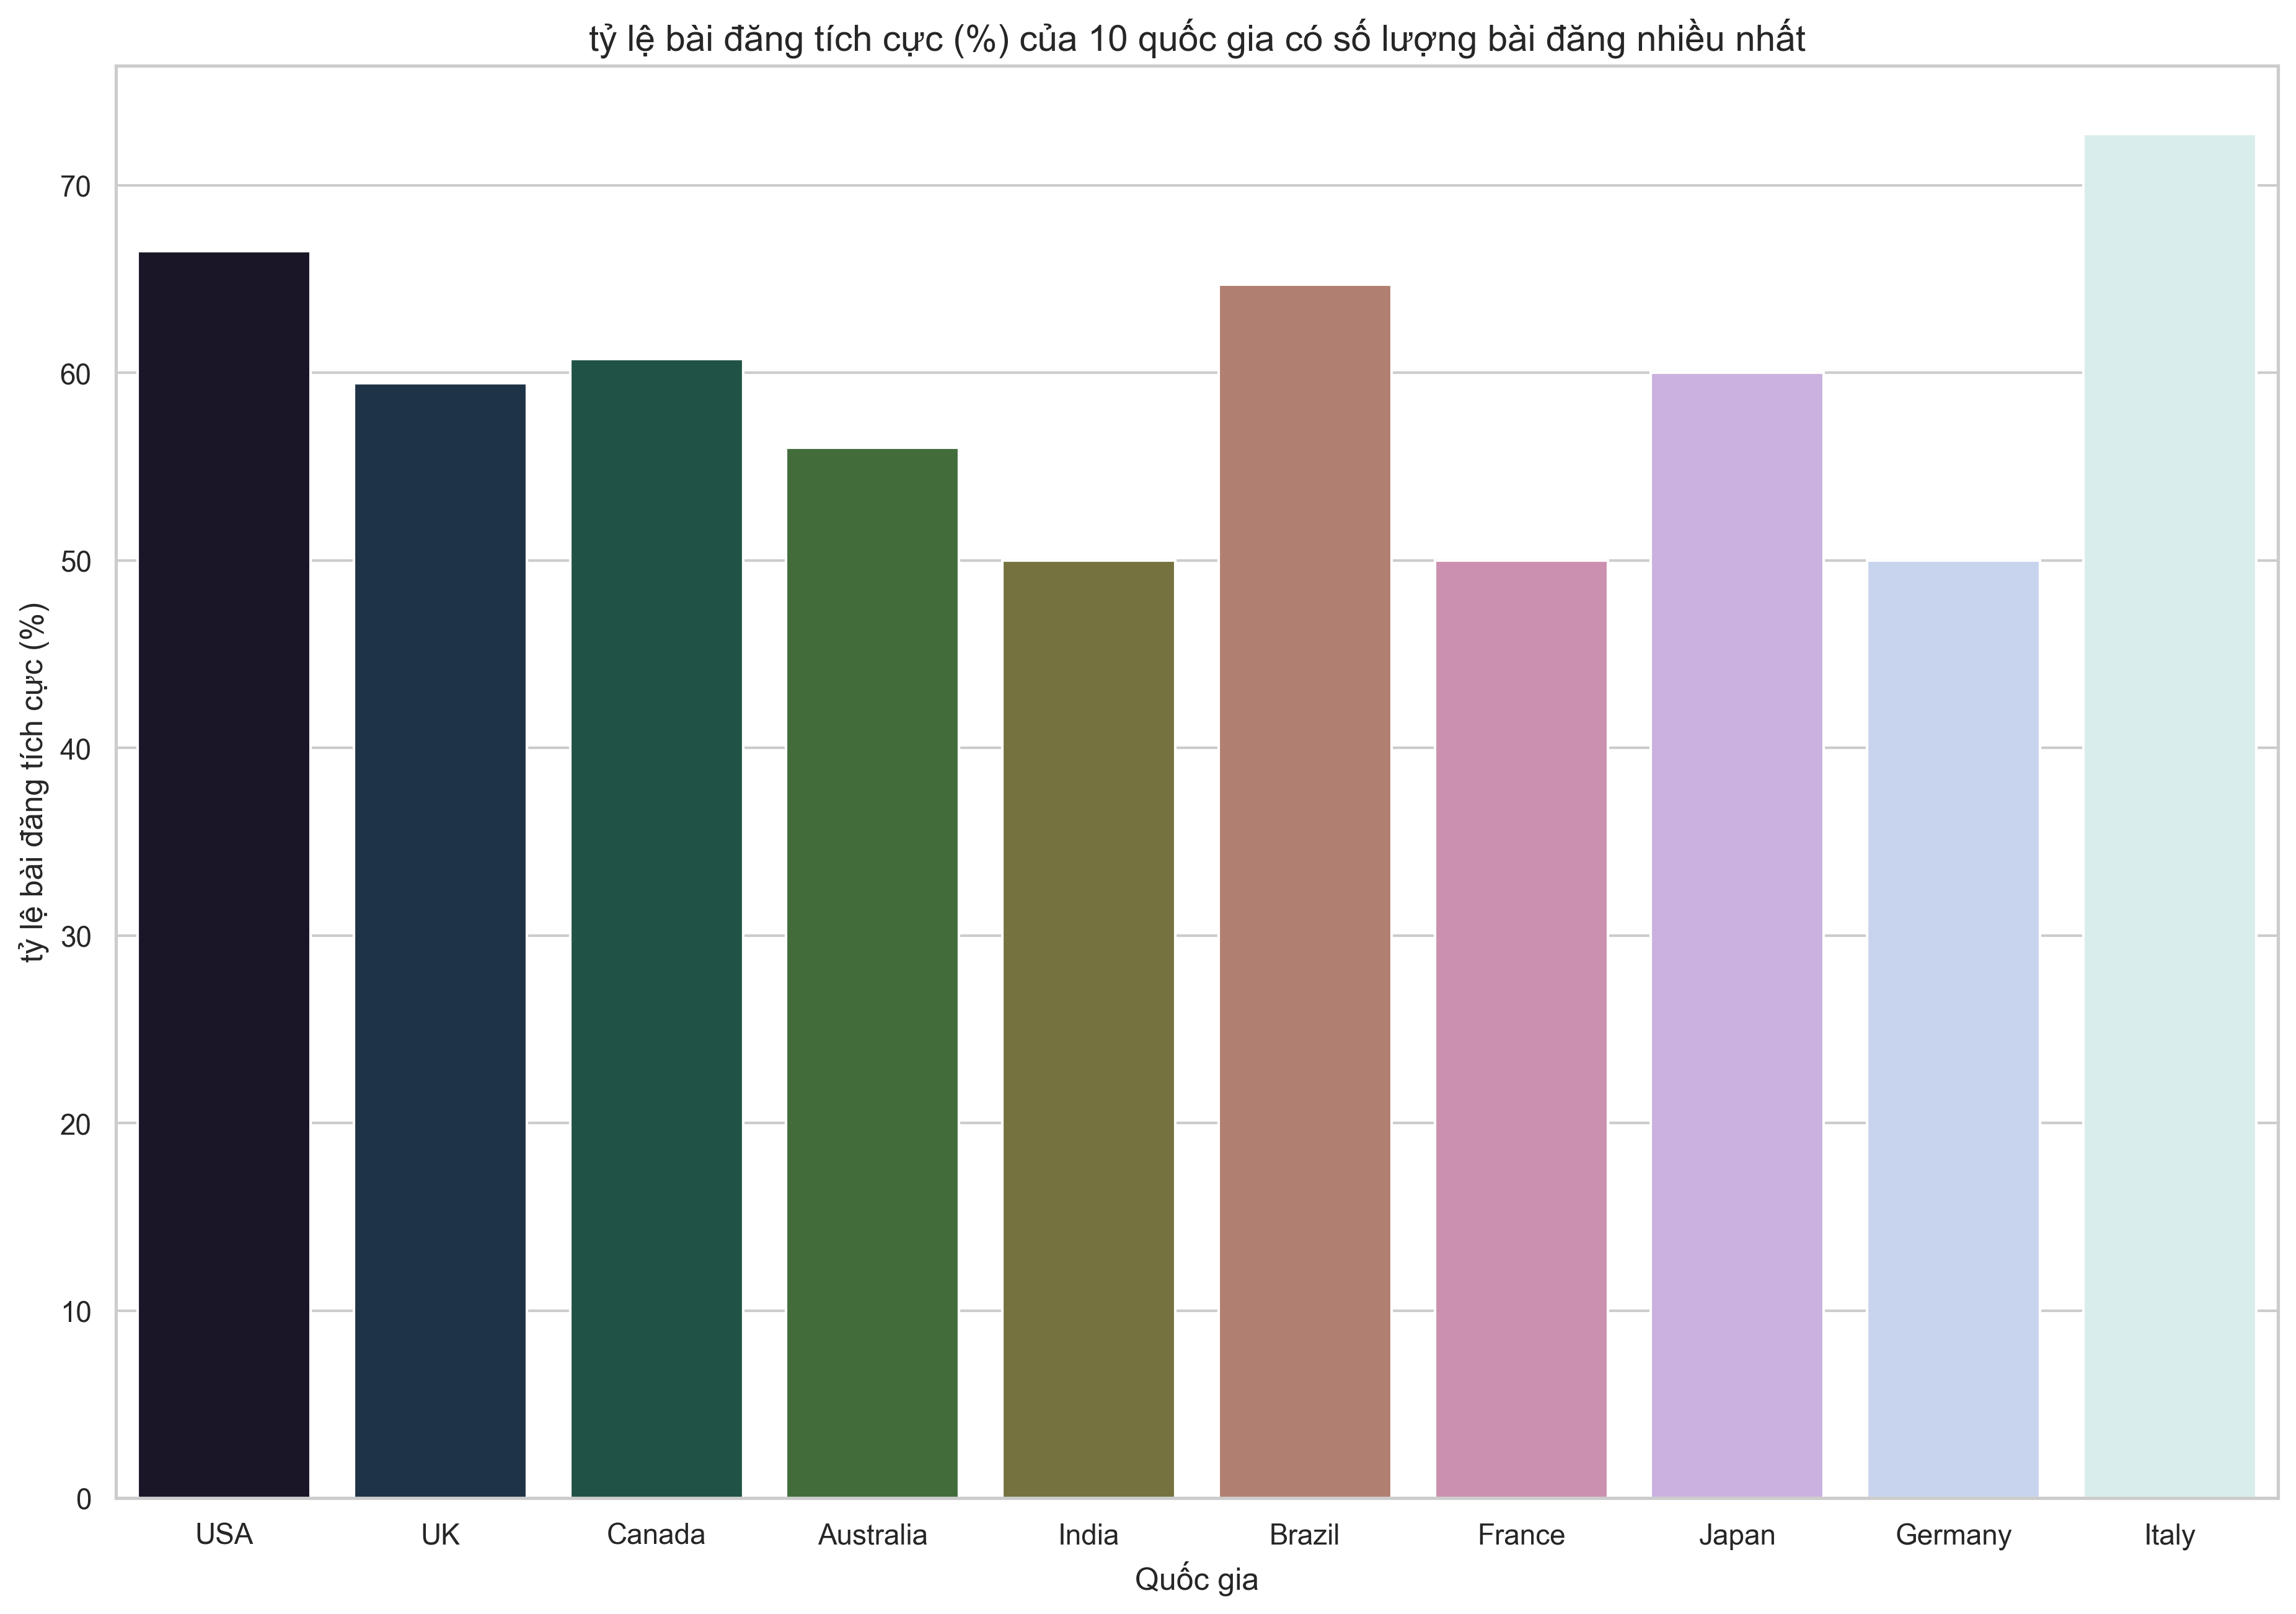 tỷ lệ bài đăng tích cực (%) của 10 quốc gia có số lượng bài đăng nhiều nhất
tỷ lệ bài đăng tích cực (%)
70
60
50
40
30
20
10
0
USA UK Canada Australia India Brazil France Japan Germany Italy
Quốc gia